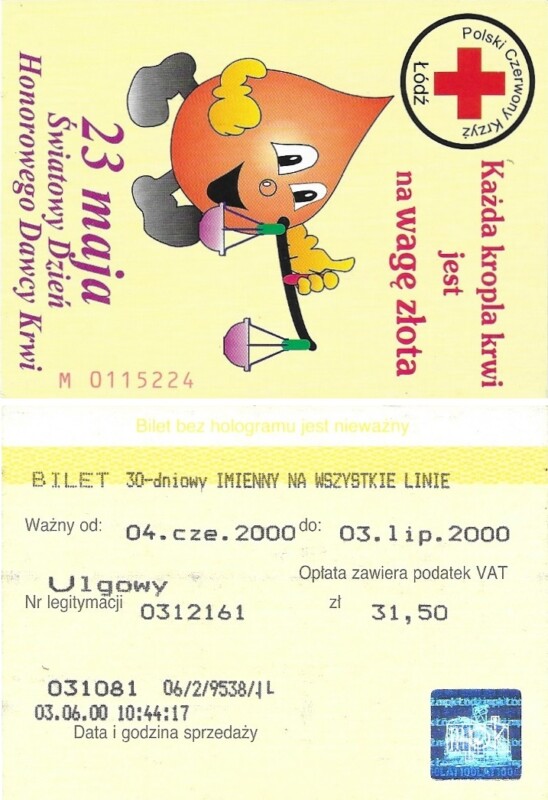 Polski Czerwony Krzyż
Łódź
Każda kropla krwi
jest
na wagę złota
23 maja
Światowy Dzień
Honorowego Dawcy Krwi
M 0115224
Bilet bez hologramu jest nieważny
BILET 30-dniowy IMIENNY NA WSZYSTKIE LINIE
Ważny od: 04.cze.2000 do: 03.lip.2000
Ulgowy
Opłata zawiera podatek VAT
Nr legitymacji 0312161 zł 31,50
031081 06/2/9538/JL
03.06.00 10:44:17
Data i godzina sprzedaży